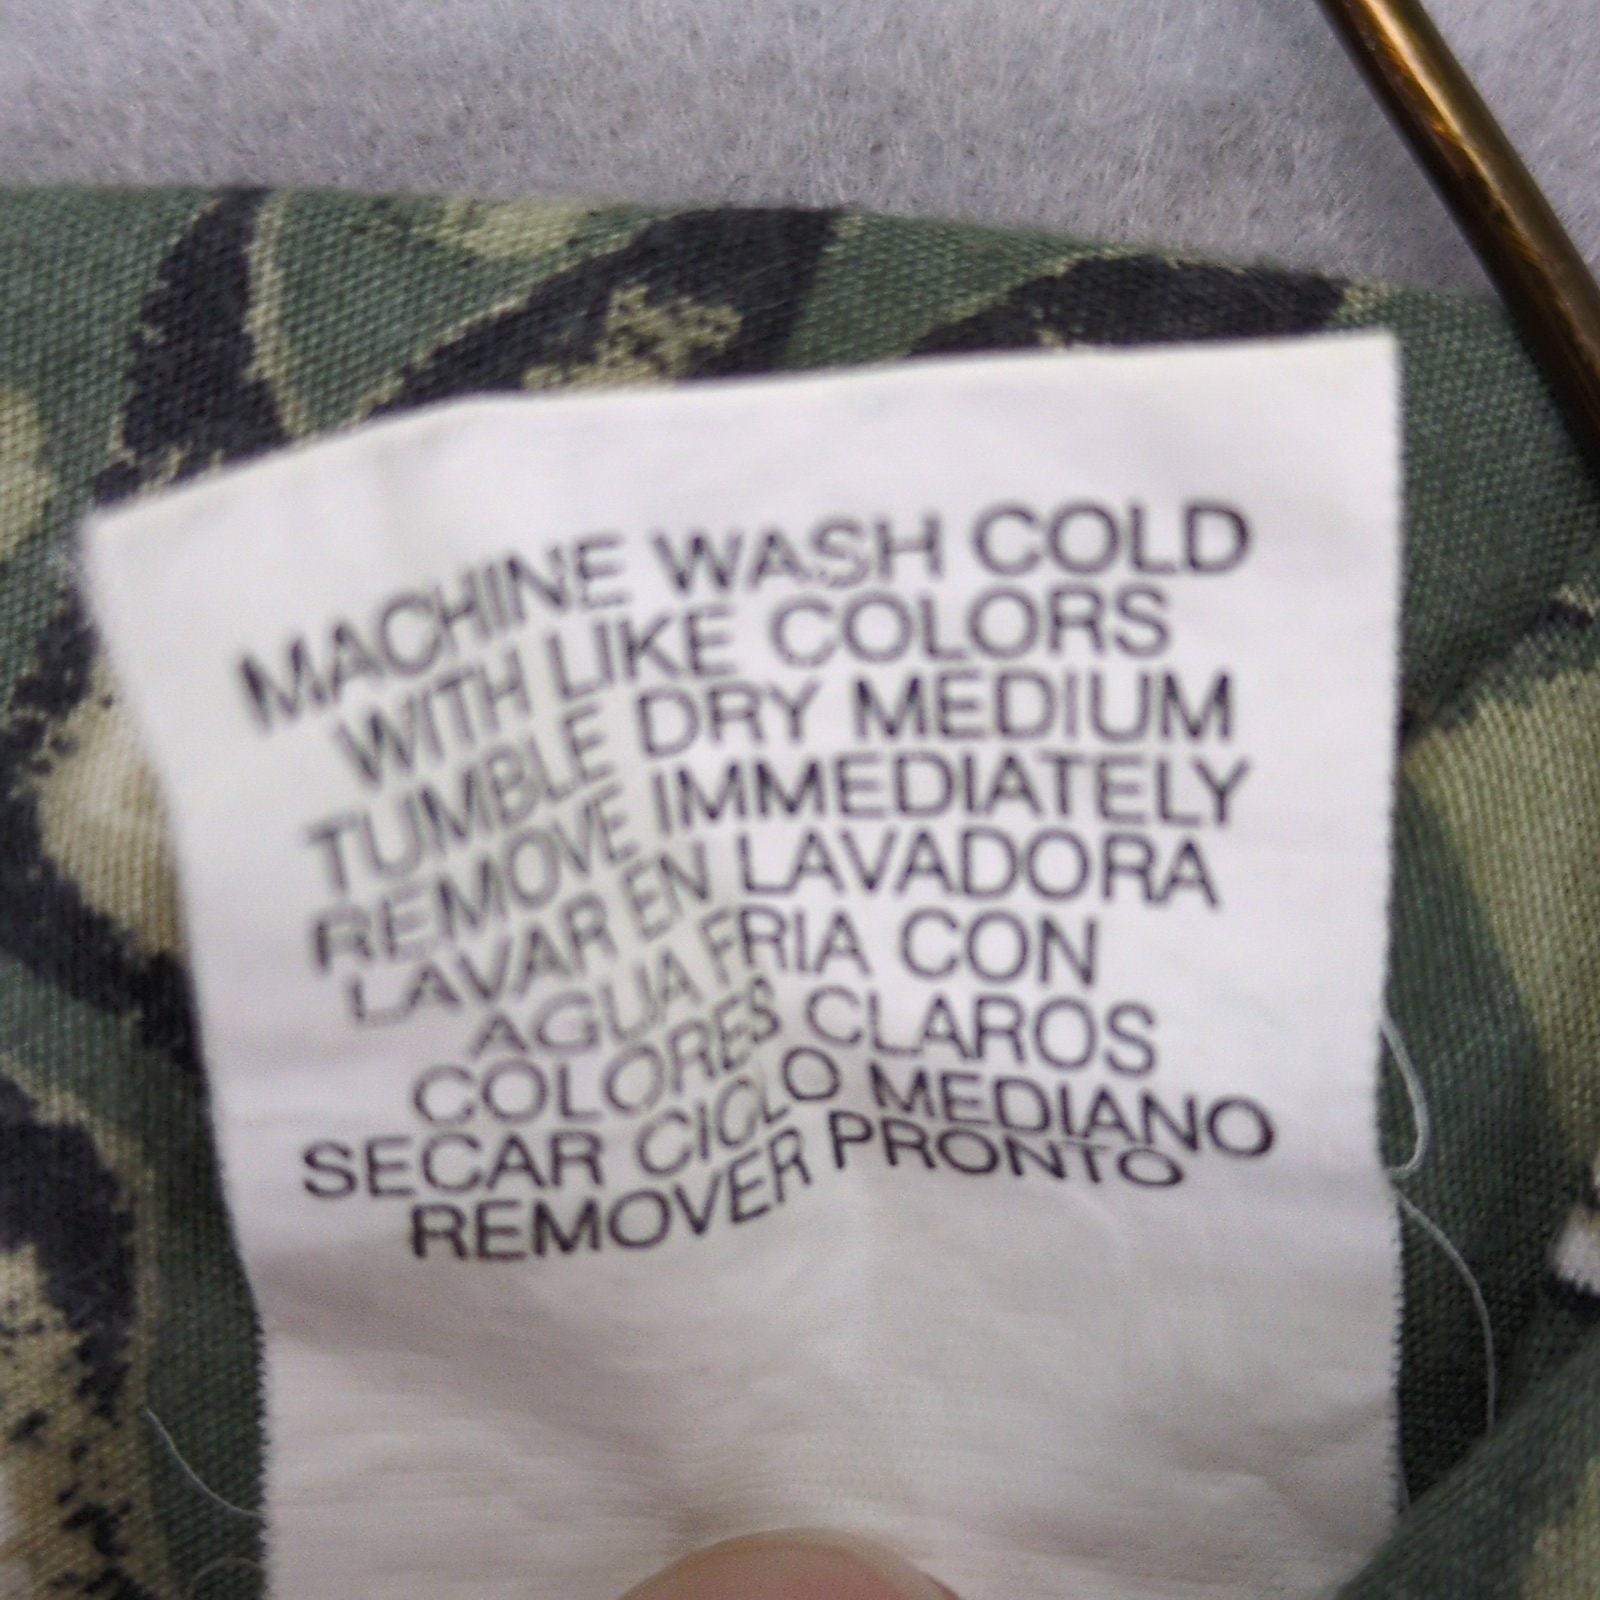 MACHINE WASH COLD
WITH LIKE COLORS
TUMBLE DRY MEDIUM
REMOVE IMMEDIATELY
LAVAR EN LAVADORA
AGUA FRIA CON
COLORES CLAROS
SECAR CICLO MEDIANO
REMOVER PRONTO